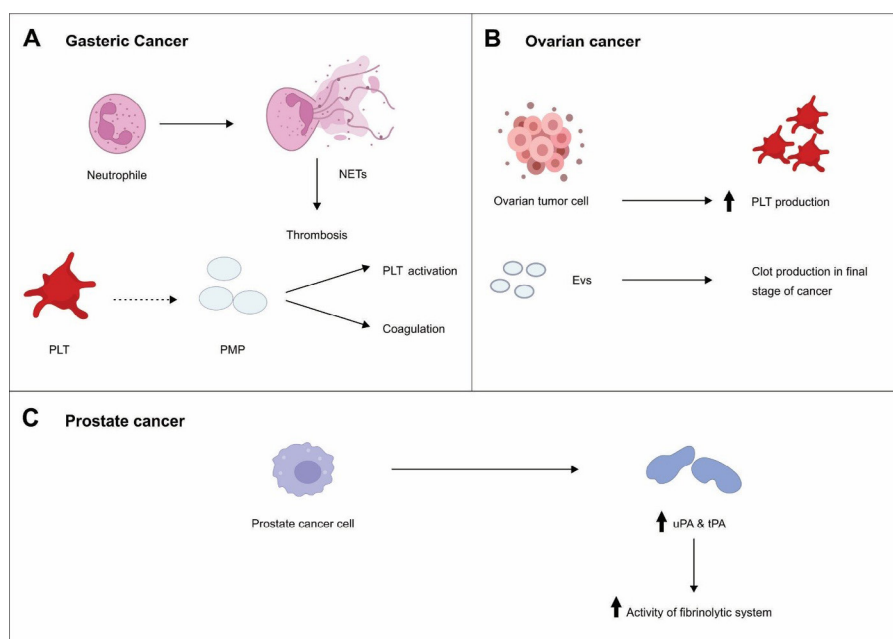 A Gasteric Cancer
Neutrophile
NETs
Thrombosis
PLT activation
Coagulation
PLT
PMP
B Ovarian cancer
Ovarian tumor cell
PLT production
Evs
Clot production in final
stage of cancer
C Prostate cancer
Prostate cancer cell
uPA & tPA
Activity of fibrinolytic system